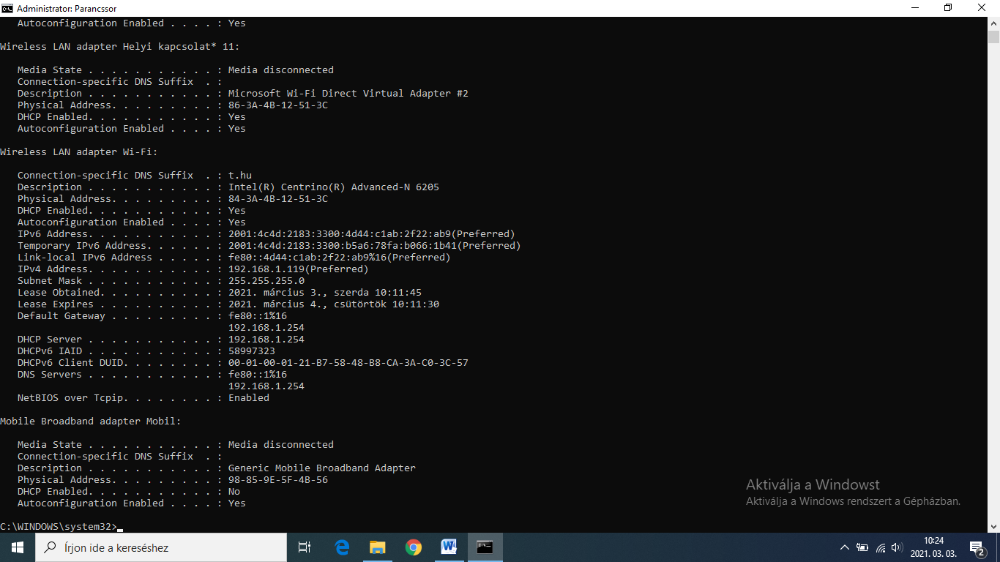 Administrator: Parancssor
Autoconfiguration Enabled . . . . : Yes
Wireless LAN adapter Helyi kapcsolat* 11:
Media State . . . . . . . . . . . : Media disconnected
Connection-specific DNS Suffix  . :
Description . . . . . . . . . . . : Microsoft Wi-Fi Direct Virtual Adapter #2
Physical Address. . . . . . . . . : 86-3A-4B-12-51-3C
DHCP Enabled. . . . . . . . . . . : Yes
Autoconfiguration Enabled . . . . : Yes
Wireless LAN adapter Wi-Fi:
Connection-specific DNS Suffix  . : t.hu
Description . . . . . . . . . . . : Intel(R) Centrino(R) Advanced-N 6205
Physical Address. . . . . . . . . : 84-3A-4B-12-51-3C
DHCP Enabled. . . . . . . . . . . : Yes
Autoconfiguration Enabled . . . . : Yes
IPv6 Address. . . . . . . . . . . : 2001:4c4d:2183:3300:4d44:c1ab:2f22:ab9(Preferred)
Temporary IPv6 Address. . . . . . : 2001:4c4d:2183:3300:b5a6:78fa:b066:1b41(Preferred)
Link-local IPv6 Address . . . . . : fe80::4d44:c1ab:2f22:ab9%16(Preferred)
IPv4 Address. . . . . . . . . . . : 192.168.1.119(Preferred)
Subnet Mask . . . . . . . . . . . : 255.255.255.0
Lease Obtained. . . . . . . . . . : 2021. március 3., szerda 10:11:45
Lease Expires . . . . . . . . . . : 2021. március 4., csütörtök 10:11:30
Default Gateway . . . . . . . . . : fe80::1%16
192.168.1.254
DHCP Server . . . . . . . . . . . : 192.168.1.254
DHCPv6 IAID . . . . . . . . . . . : 58997323
DHCPv6 Client DUID. . . . . . . . : 00-01-00-01-21-B7-58-48-B8-CA-3A-C0-3C-57
DNS Servers . . . . . . . . . . . : fe80::1%16
192.168.1.254
NetBIOS over Tcpip. . . . . . . . : Enabled
Mobile Broadband adapter Mobil:
Media State . . . . . . . . . . . : Media disconnected
Connection-specific DNS Suffix  . :
Description . . . . . . . . . . . : Generic Mobile Broadband Adapter
Physical Address. . . . . . . . . : 98-85-9E-5F-4B-56
DHCP Enabled. . . . . . . . . . . : No
Autoconfiguration Enabled . . . . : Yes
C:\WINDOWS\system32>
Aktiválja a Windowst
Aktiválja a Windows rendszert a Gépházban.
Írjon ide a kereséshez
10:24
2021. 03. 03.
2